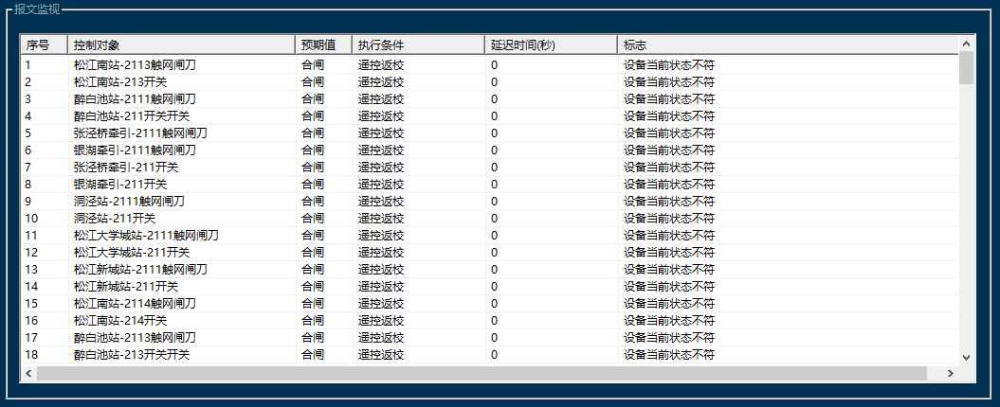 报文监视
序号 控制对象 预期值 执行条件 延迟时间(秒) 标志
1 松江南站-2113触网闸刀 合闸 遥控返校 0 设备当前状态不符
2 松江南站-213开关 合闸 遥控返校 0 设备当前状态不符
3 醉白池站-2111触网闸刀 合闸 遥控返校 0 设备当前状态不符
4 醉白池站-211开关开关 合闸 遥控返校 0 设备当前状态不符
5 张泾桥牵引-2111触网闸刀 合闸 遥控返校 0 设备当前状态不符
6 银湖牵引-2111触网闸刀 合闸 遥控返校 0 设备当前状态不符
7 张泾桥牵引-211开关 合闸 遥控返校 0 设备当前状态不符
8 银湖牵引-211开关 合闸 遥控返校 0 设备当前状态不符
9 洞泾站-2111触网闸刀 合闸 遥控返校 0 设备当前状态不符
10 洞泾站-211开关 合闸 遥控返校 0 设备当前状态不符
11 松江大学城站-2111触网闸刀 合闸 遥控返校 0 设备当前状态不符
12 松江大学城站-211开关 合闸 遥控返校 0 设备当前状态不符
13 松江新城站-2111触网闸刀 合闸 遥控返校 0 设备当前状态不符
14 松江新城站-211开关 合闸 遥控返校 0 设备当前状态不符
15 松江南站-2114触网闸刀 合闸 遥控返校 0 设备当前状态不符
16 松江南站-214开关 合闸 遥控返校 0 设备当前状态不符
17 醉白池站-2113触网闸刀 合闸 遥控返校 0 设备当前状态不符
18 醉白池站-213开关开关 合闸 遥控返校 0 设备当前状态不符